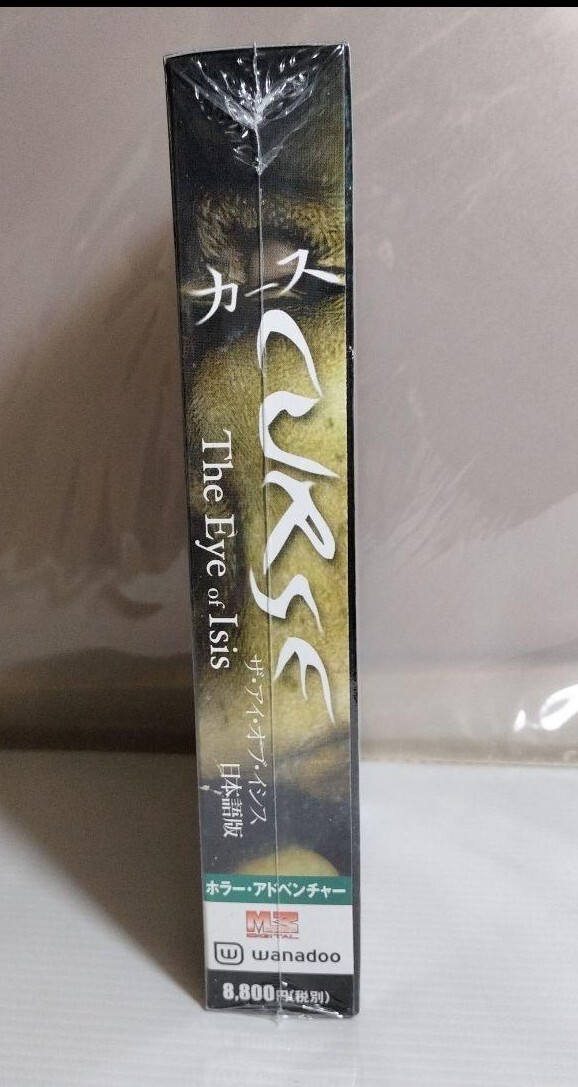 カース
CURSE
The Eye of Isis
ザ・アイ・オブ・イシス
日本語版
ホラー・アドベンチャー
M3
DIGITAL
wanadoo
8,800円(税別)